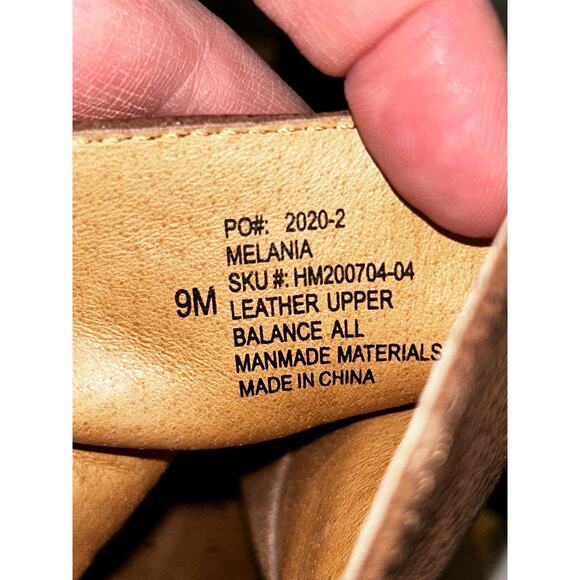 PO#: 2020-2
MELANIA
SKU #: HM200704-04
9M
LEATHER UPPER
BALANCE ALL
MANMADE MATERIALS
MADE IN CHINA